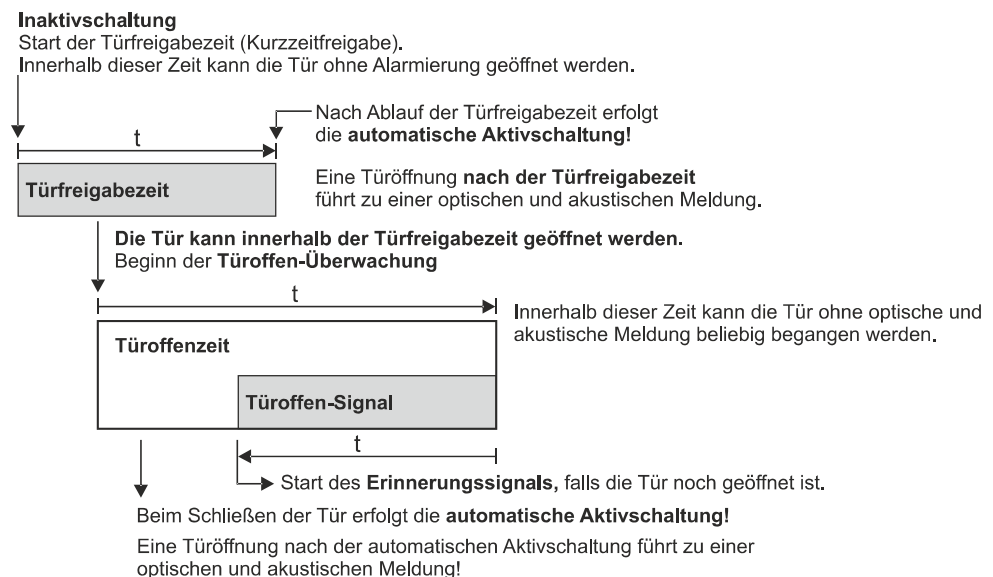 Inaktivschaltung
Start der Türfreigabezeit (Kurzzeitfreigabe).
Innerhalb dieser Zeit kann die Tür ohne Alarmierung geöffnet werden.
Nach Ablauf der Türfreigabezeit erfolgt
die automatische Aktivschaltung!
t
Türfreigabezeit
Eine Türöffnung nach der Türfreigabezeit
führt zu einer optischen und akustischen Meldung.
Die Tür kann innerhalb der Türfreigabezeit geöffnet werden.
Beginn der Türoffen-Überwachung
t
Innerhalb dieser Zeit kann die Tür ohne optische und
akustische Meldung beliebig begangen werden.
Türoffenzeit
Türoffen-Signal
t
Start des Erinnerungssignals, falls die Tür noch geöffnet ist.
Beim Schließen der Tür erfolgt die automatische Aktivschaltung!
Eine Türöffnung nach der automatischen Aktivschaltung führt zu einer
optischen und akustischen Meldung!